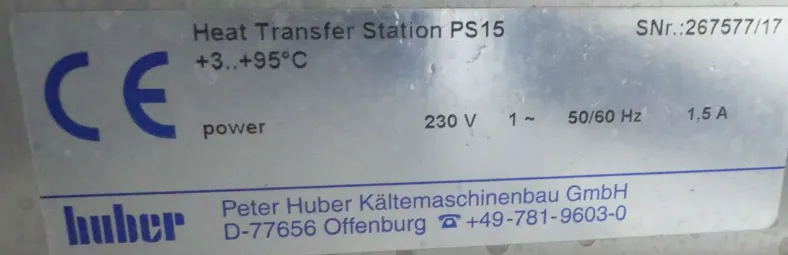 Heat Transfer Station PS15 SNr.:267577/17
+3..+95°C
CE
power 230 V 1~ 50/60 Hz 1,5 A
huber
Peter Huber Kältemaschinenbau GmbH
D-77656 Offenburg ☎ +49-781-9603-0